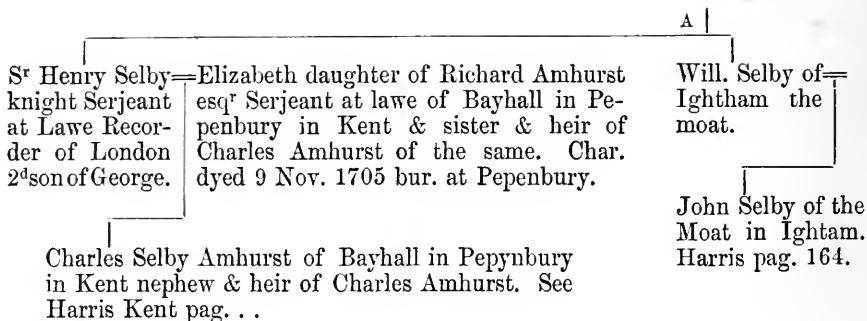 A
Sʳ Henry Selby=
knight Serjeant
at Lawe Recor-
der of London
2ᵈ son of George.
Elizabeth daughter of Richard Amhurst
esqʳ Serjeant at lawe of Bayhall in Pe-
penbury in Kent & sister & heir of
Charles Amhurst of the same. Char.
dyed 9 Nov. 1705 bur. at Pepenbury.
Will. Selby of=
Ightham the
moat.
Charles Selby Amhurst of Bayhall in Pepynbury
in Kent nephew & heir of Charles Amhurst. See
Harris Kent pag. . .
John Selby of the
Moat in Ightam.
Harris pag. 164.